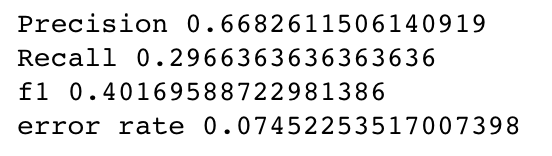 Precision 0.6682611506140919
Recall 0.2966363636363636
f1 0.40169588722981386
error rate 0.07452253517007398